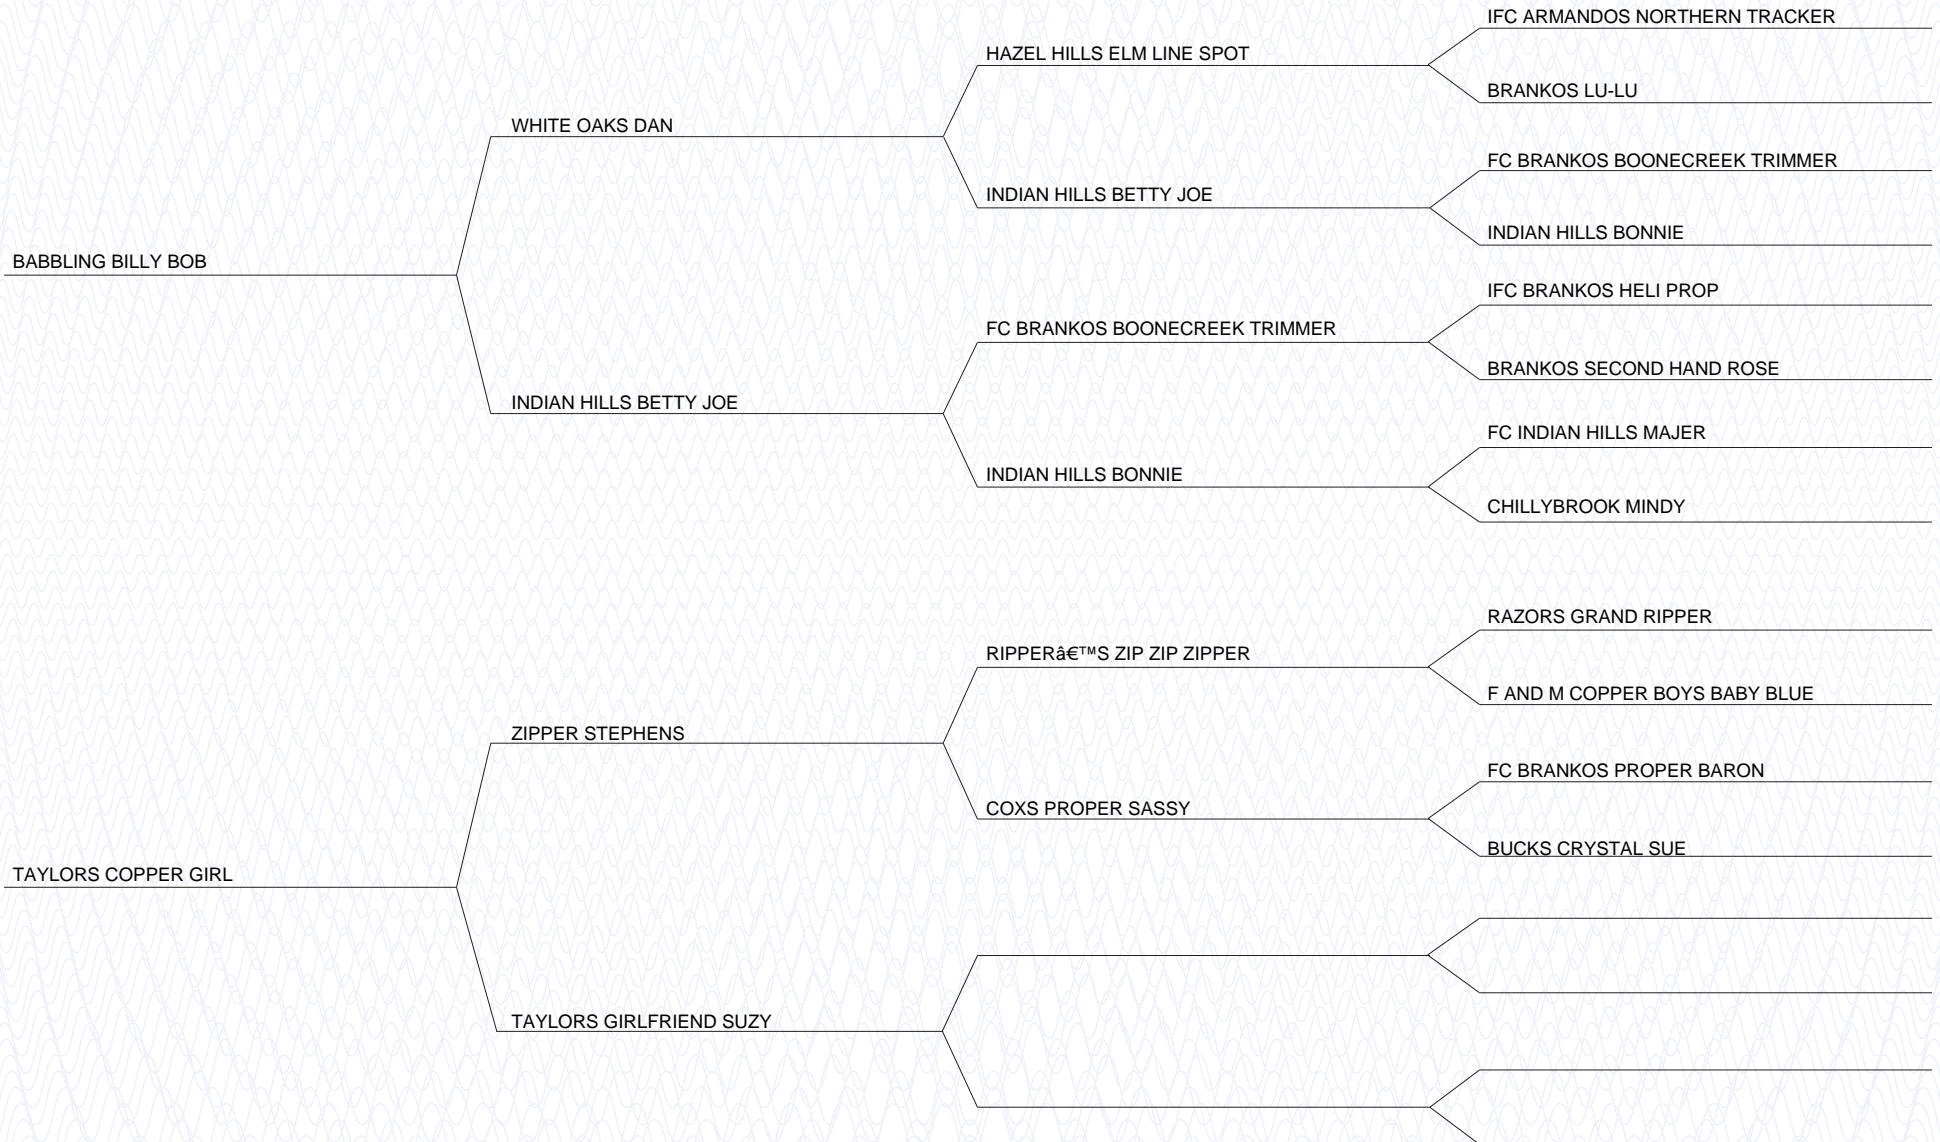 IFC ARMANDOS NORTHERN TRACKER
HAZEL HILLS ELM LINE SPOT
BRANKOS LU-LU
WHITE OAKS DAN
FC BRANKOS BOONECREEK TRIMMER
INDIAN HILLS BETTY JOE
INDIAN HILLS BONNIE
BABBLING BILLY BOB
IFC BRANKOS HELI PROP
FC BRANKOS BOONECREEK TRIMMER
BRANKOS SECOND HAND ROSE
INDIAN HILLS BETTY JOE
FC INDIAN HILLS MAJER
INDIAN HILLS BONNIE
CHILLYBROOK MINDY
RAZORS GRAND RIPPER
RIPPER’S ZIP ZIP ZIPPER
F AND M COPPER BOYS BABY BLUE
ZIPPER STEPHENS
FC BRANKOS PROPER BARON
COXS PROPER SASSY
BUCKS CRYSTAL SUE
TAYLORS COPPER GIRL
TAYLORS GIRLFRIEND SUZY